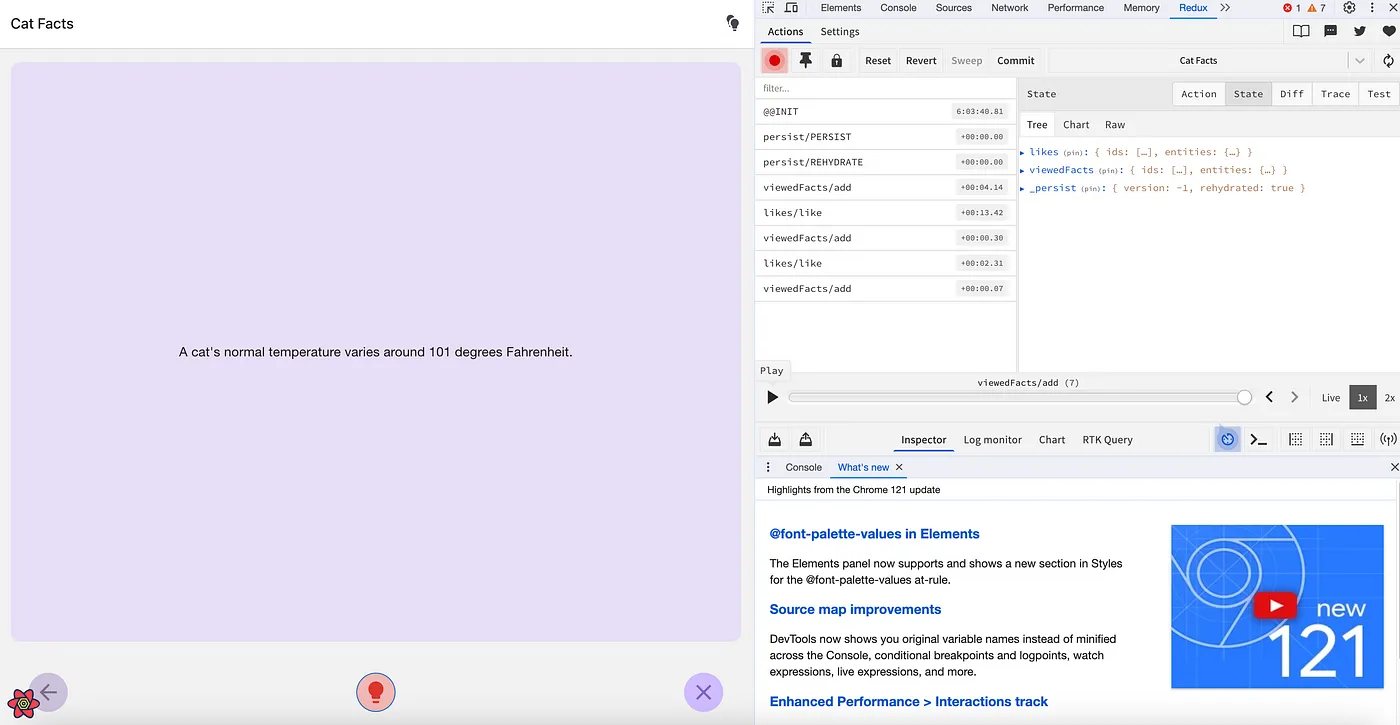 Cat Facts
A cat's normal temperature varies around 101 degrees Fahrenheit.
Elements Console Sources Network Performance Memory Redux 1 7
Actions Settings
Reset Revert Sweep Commit Cat Facts
filter...
@@INIT 6:03:40.81
persist/PERSIST +00:00.00
persist/REHYDRATE +00:00.00
viewedFacts/add +00:04.14
likes/like +00:13.42
viewedFacts/add +00:00.30
likes/like +00:02.31
viewedFacts/add +00:00.07
State Action State Diff Trace Test
Tree Chart Raw
likes (pin): { ids: […], entities: {…} }
viewedFacts (pin): { ids: […], entities: {…} }
_persist (pin): { version: -1, rehydrated: true }
Play
viewedFacts/add (7)
Live 1x 2x
Inspector Log monitor Chart RTK Query
Console What's new
Highlights from the Chrome 121 update
@font-palette-values in Elements
The Elements panel now supports and shows a new section in Styles
for the @font-palette-values at-rule.
Source map improvements
DevTools now shows you original variable names instead of minified
across the Console, conditional breakpoints and logpoints, watch
expressions, live expressions, and more.
Enhanced Performance > Interactions track
new
121